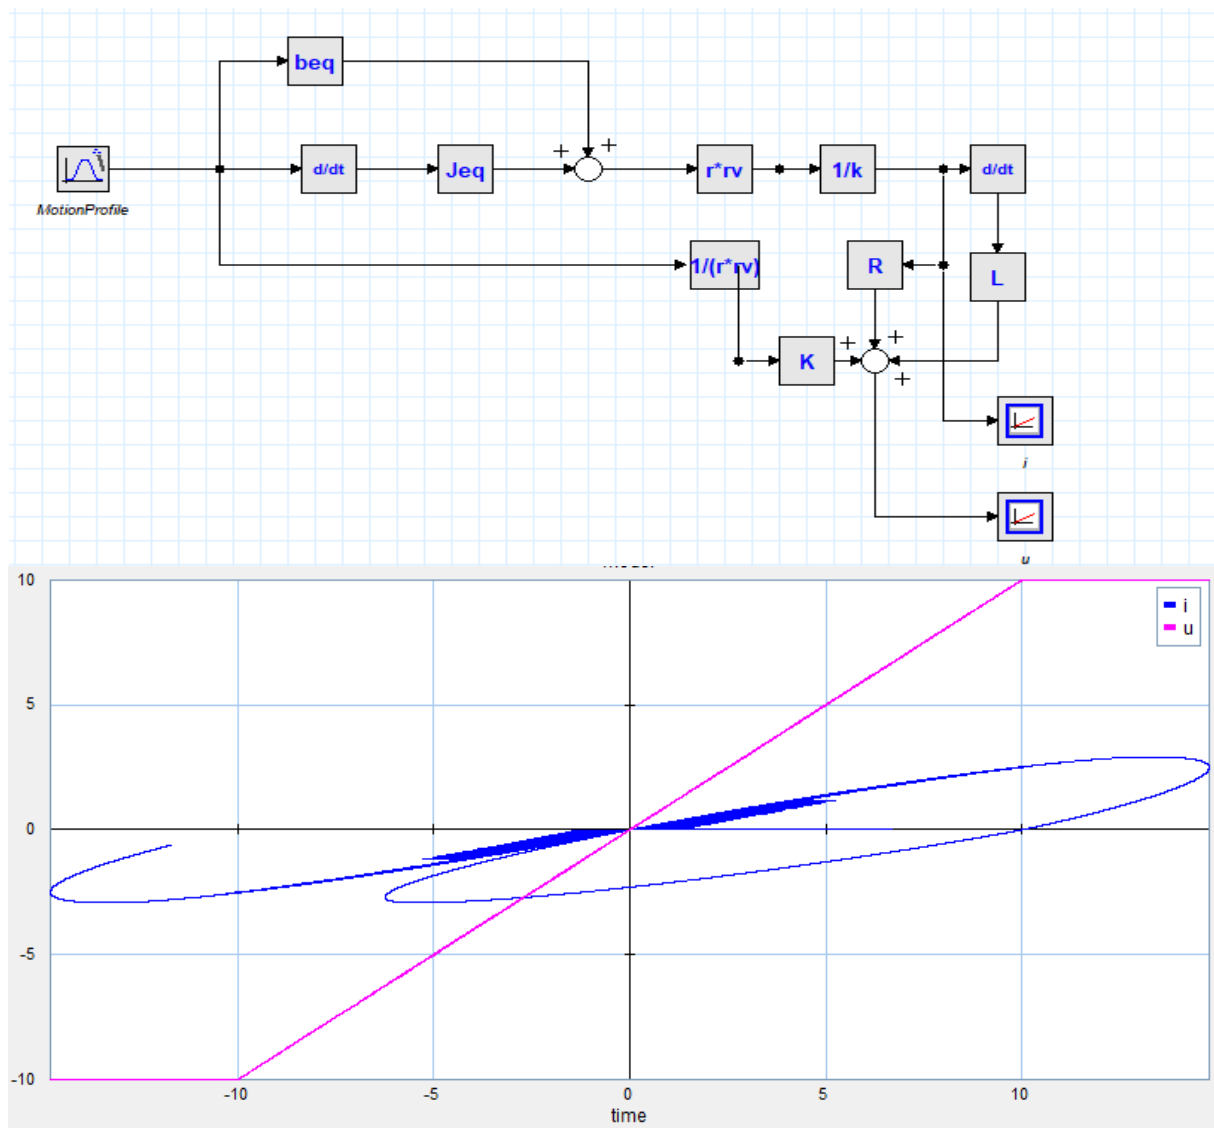 beq
+ +
d/dt
Jeq
r*rv
1/k
d/dt
MotionProfile
1/(r*rv)
R
L
+ +
K
+
i
u
10
i
u
5
0
-5
-10
-10 -5 0 5 10
time